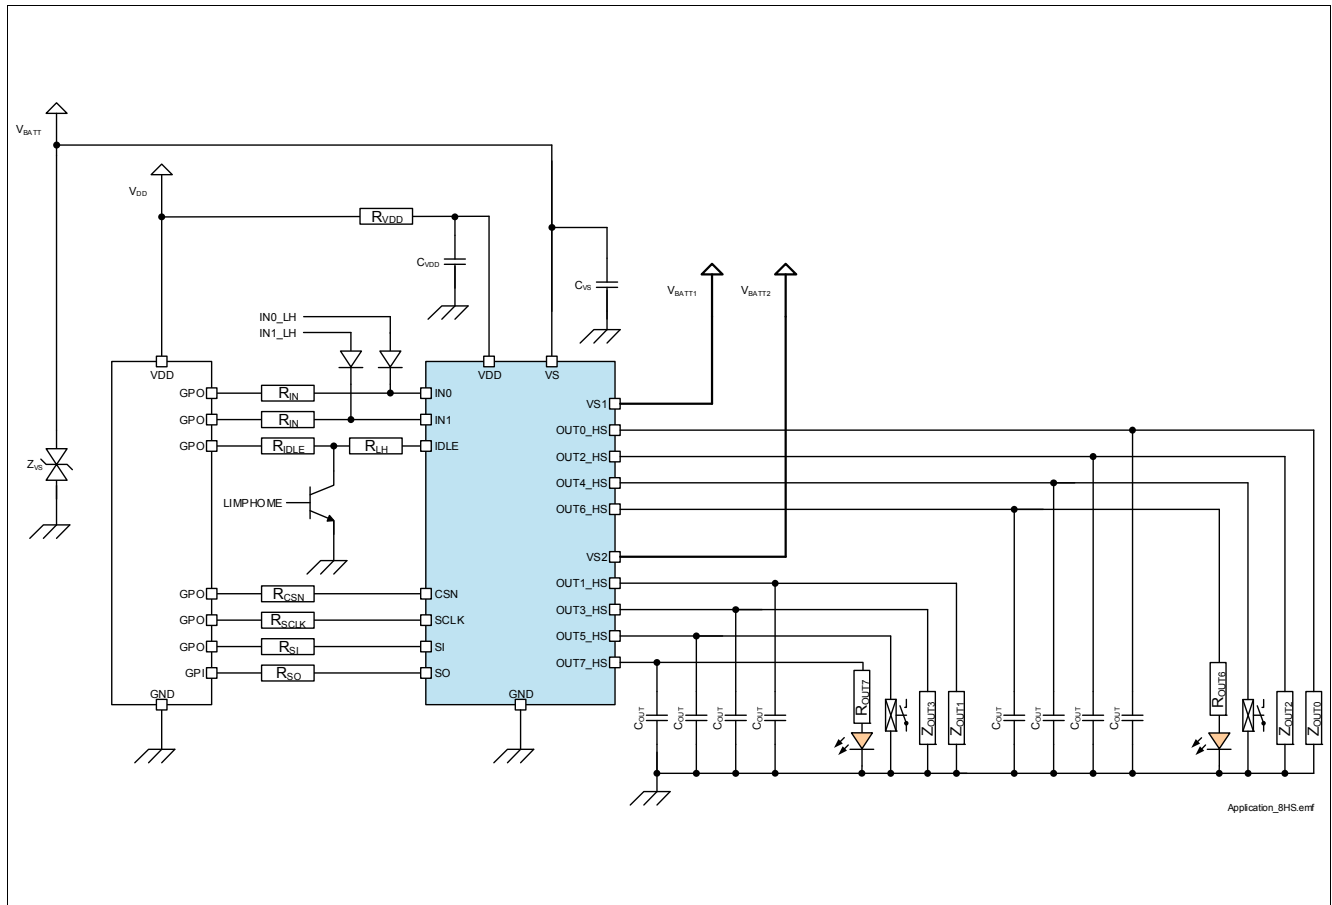 VBATT
VDD
RVDD
CVDD
CVS
VBATT1
VBATT2
IN0_LH
IN1_LH
VDD
VDD
VS
GPO
RIN
IN0
VS1
GPO
RIN
IN1
OUT0_HS
GPO
RIDLE
RLH
IDLE
OUT2_HS
ZVS
OUT4_HS
LIMPHOME
OUT6_HS
VS2
OUT1_HS
GPO
RCSN
CSN
OUT3_HS
GPO
RSCLK
SCLK
OUT5_HS
GPO
RSI
SI
OUT7_HS
GPI
RSO
SO
GND
GND
COUT
COUT
COUT
COUT
ROUT7
ZOUT3
ZOUT1
COUT
COUT
COUT
COUT
ROUT6
ZOUT2
ZOUT0
Application_8HS.emf